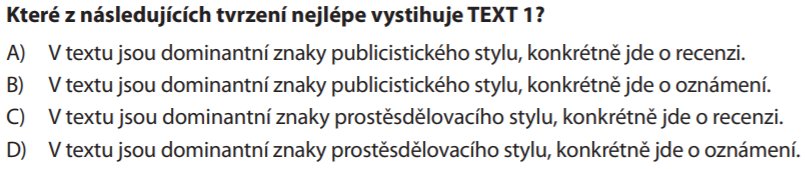 Které z následujících tvrzení nejlépe vystihuje TEXT 1?
A) V textu jsou dominantní znaky publicistického stylu, konkrétně jde o recenzi.
B) V textu jsou dominantní znaky publicistického stylu, konkrétně jde o oznámení.
C) V textu jsou dominantní znaky prostěsdělovacího stylu, konkrétně jde o recenzi.
D) V textu jsou dominantní znaky prostěsdělovacího stylu, konkrétně jde o oznámení.